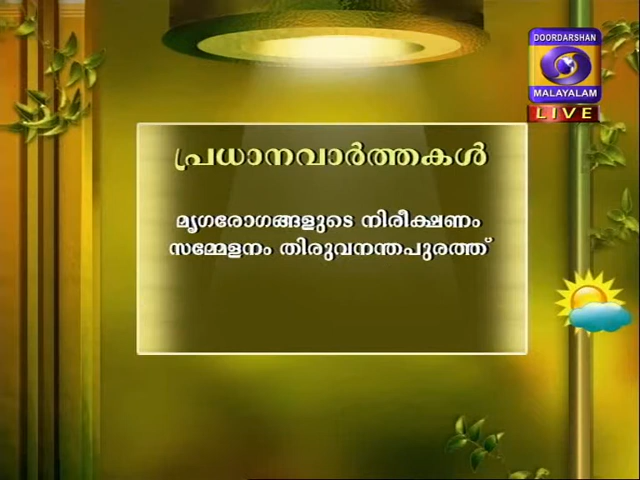 DOORDARSHAN
MALAYALAM
LIVE
പ്രധാനവാർത്തകൾ
മൃഗരോഗങ്ങളുടെ നിരീക്ഷണം
സമ്മേളനം തിരുവനന്തപുരത്ത്